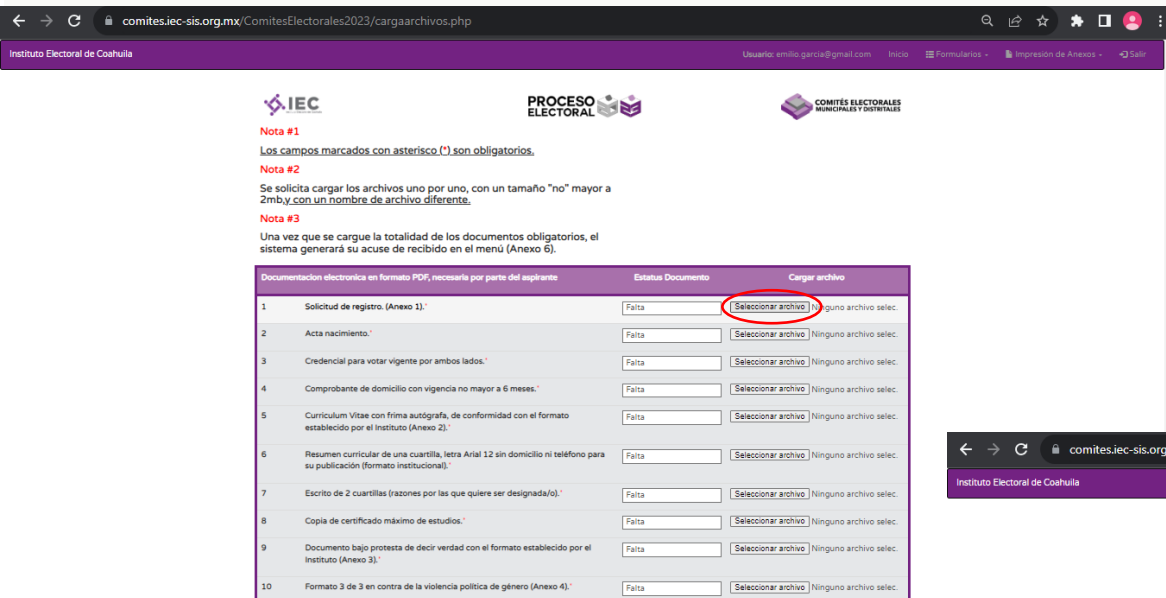 comites.iec-sis.org.mx/ComitesElectorales2023/cargaarchivos.php
Instituto Electoral de Coahuila
Usuario: emilio.garcia@gmail.com Inicio Formularios Impresión de Anexos Salir
IEC
PROCESO
ELECTORAL
COMITÉS ELECTORALES
MUNICIPALES Y DISTRITALES
Nota #1
Los campos marcados con asterisco (*) son obligatorios.
Nota #2
Se solicita cargar los archivos uno por uno, con un tamaño "no" mayor a
2mb,y con un nombre de archivo diferente.
Nota #3
Una vez que se cargue la totalidad de los documentos obligatorios, el
sistema generará su acuse de recibido en el menú (Anexo 6).
Documentacion electronica en formato PDF, necesaria por parte del aspirante Estatus Documento Cargar archivo
1 Solicitud de registro. (Anexo 1).* Falta Seleccionar archivo Ninguno archivo selec.
2 Acta nacimiento.* Falta Seleccionar archivo Ninguno archivo selec.
3 Credencial para votar vigente por ambos lados.* Falta Seleccionar archivo Ninguno archivo selec.
4 Comprobante de domicilio con vigencia no mayor a 6 meses.* Falta Seleccionar archivo Ninguno archivo selec.
5 Curriculum Vitae con frima autógrafa, de conformidad con el formato
establecido por el Instituto (Anexo 2).* Falta Seleccionar archivo Ninguno archivo selec.
6 Resumen curricular de una cuartilla, letra Arial 12 sin domicilio ni teléfono para
su publicación (formato institucional).* Falta Seleccionar archivo Ninguno archivo selec.
7 Escrito de 2 cuartillas (razones por las que quiere ser designada/o).* Falta Seleccionar archivo Ninguno archivo selec.
8 Copia de certificado máximo de estudios.* Falta Seleccionar archivo Ninguno archivo selec.
9 Documento bajo protesta de decir verdad con el formato establecido por el
Instituto (Anexo 3).* Falta Seleccionar archivo Ninguno archivo selec.
10 Formato 3 de 3 en contra de la violencia política de género (Anexo 4).* Falta Seleccionar archivo Ninguno archivo selec.
comites.iec-sis.org
Instituto Electoral de Coahuila